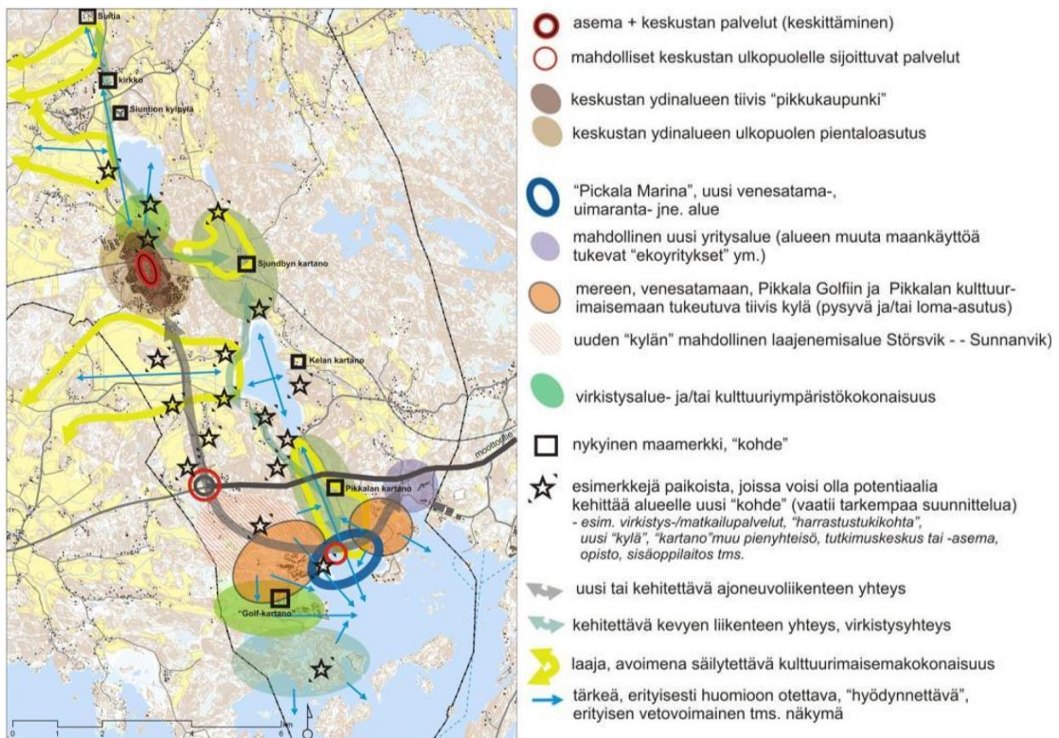 Suitia
kirkko
Siuntion kylpylä
Sjundbyn kartano
Kelan kartano
moottoritie
Pikkalan kartano
"Golf-kartano"
0 1 2 4 6
km
asema + keskustan palvelut (keskittäminen)
mahdolliset keskustan ulkopuolelle sijoittuvat palvelut
keskustan ydinalueen tiivis "pikkukaupunki"
keskustan ydinalueen ulkopuolen pientaloasutus
"Pickala Marina", uusi venesatama-,
uimaranta- jne. alue
mahdollinen uusi yritysalue (alueen muuta maankäyttöä
tukevat "ekoyritykset" ym.)
mereen, venesatamaan, Pikkala Golfiin ja Pikkalan kulttuur-
imaisemaan tukeutuva tiivis kylä (pysyvä ja/tai loma-asutus)
uuden "kylän" mahdollinen laajenemisalue Störsvik - - Sunnanvik)
virkistysalue- ja/tai kulttuuriympäristökokonaisuus
nykyinen maamerkki, "kohde"
esimerkkejä paikoista, joissa voisi olla potentiaalia
kehittää alueelle uusi "kohde" (vaatii tarkempaa suunnittelua)
- esim. virkistys-/matkailupalvelut, "harrastustukikohta",
uusi "kylä", "kartano"muu pienyhteisö, tutkimuskeskus tai -asema,
opisto, sisäoppilaitos tms.
uusi tai kehitettävä ajoneuvoliikenteen yhteys
kehitettävä kevyen liikenteen yhteys, virkistysyhteys
laaja, avoimena säilytettävä kulttuurimaisemakokonaisuus
tärkeä, erityisesti huomioon otettava, "hyödynnettävä",
erityisen vetovoimainen tms. näkymä